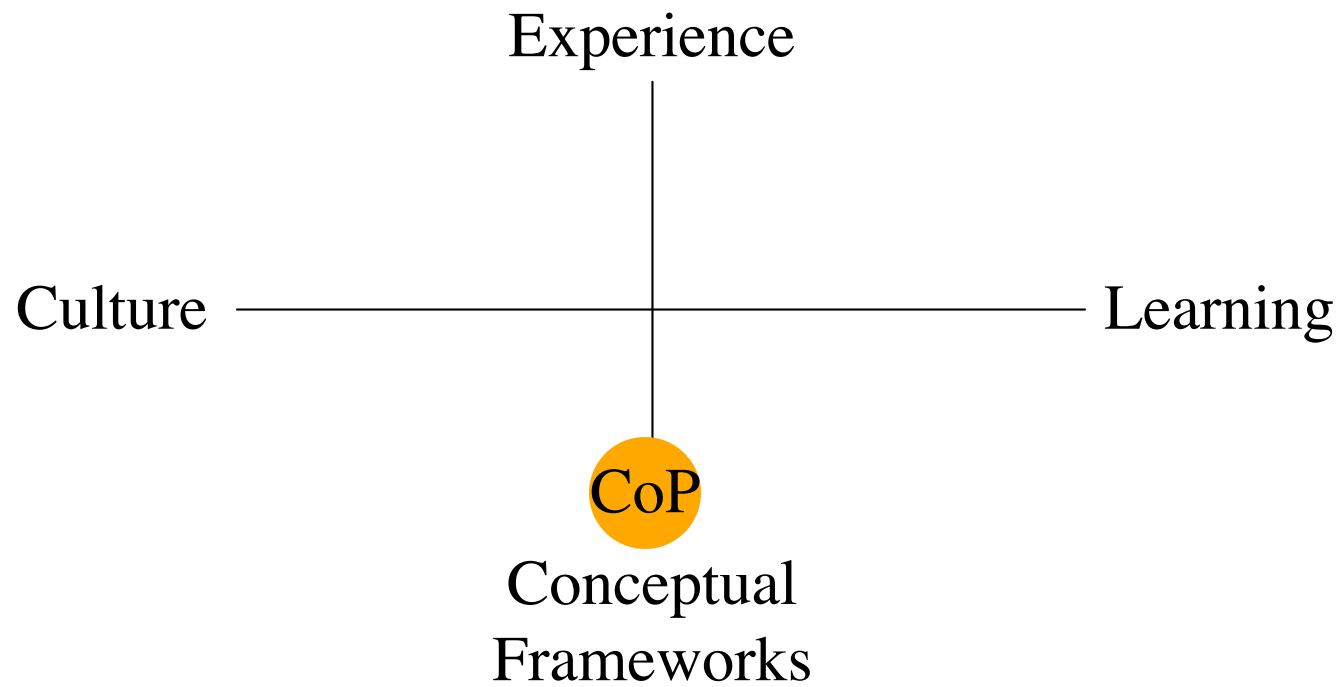 Experience
Culture
Learning
CoP
Conceptual
Frameworks